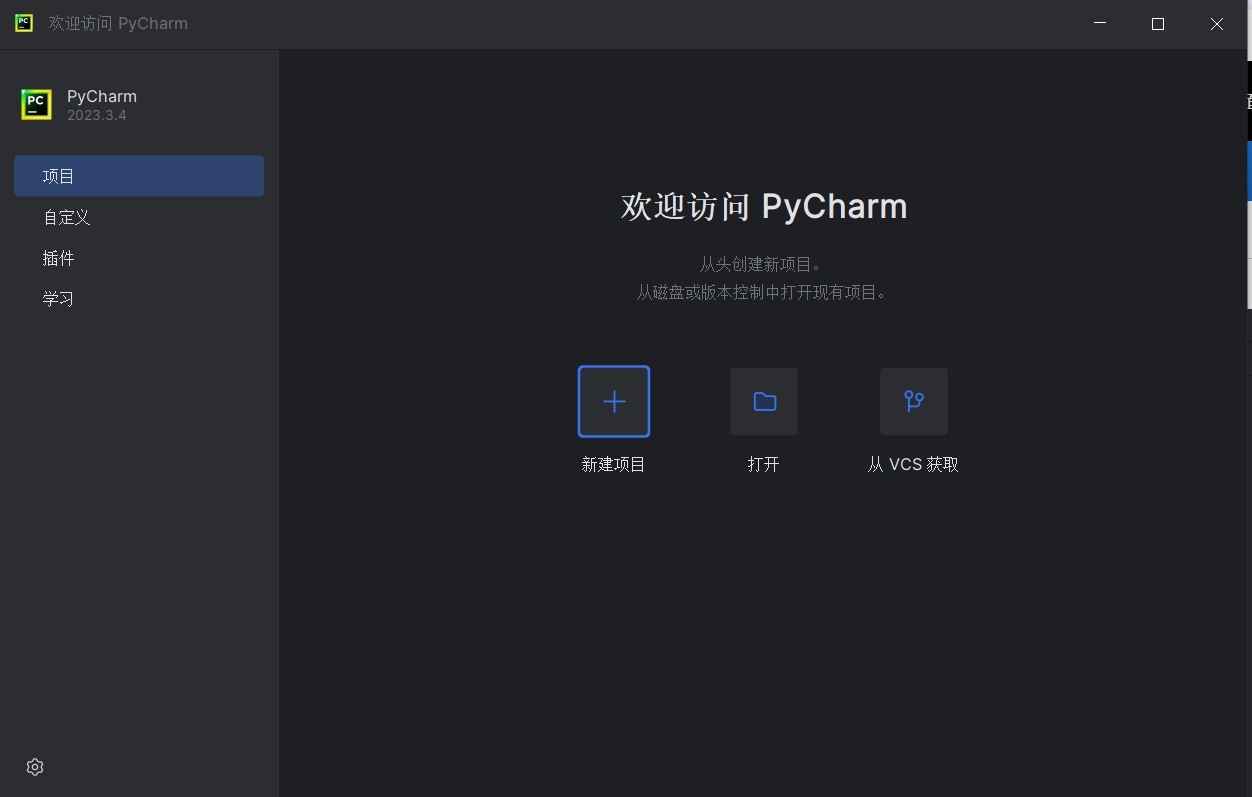 欢迎访问 PyCharm
PyCharm
2023.3.4
项目
自定义
插件
学习
欢迎访问 PyCharm
从头创建新项目。
从磁盘或版本控制中打开现有项目。
新建项目
打开
从 VCS 获取